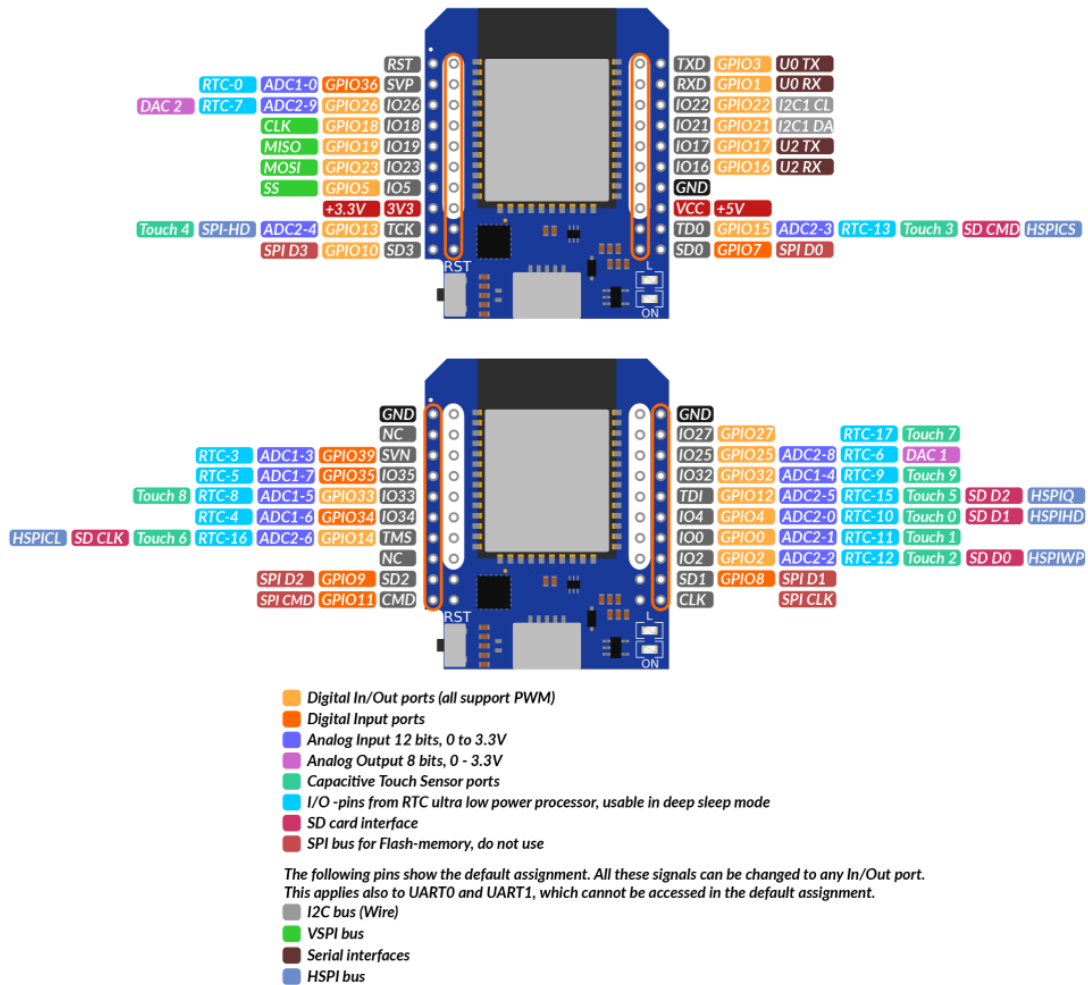 RST TXD GPIO3 U0 TX
RTC-0 ADC1-0 GPIO36 SVP RXD GPIO1 U0 RX
DAC 2 RTC-7 ADC2-9 GPIO26 IO26 IO22 GPIO22 I2C1 CL
CLK GPIO18 IO18 IO21 GPIO21 I2C1 DA
MISO GPIO19 IO19 IO17 GPIO17 U2 TX
MOSI GPIO23 IO23 IO16 GPIO16 U2 RX
SS GPIO5 IO5 GND
+3.3V 3V3 VCC +5V
Touch 4 SPI-HD ADC2-4 GPIO13 TCK TD0 GPIO15 ADC2-3 RTC-13 Touch 3 SD CMD HSPICS
SPI D3 GPIO10 SD3 SD0 GPIO7 SPI D0
RST L
ON
GND GND
NC IO27 GPIO27 RTC-17 Touch 7
RTC-3 ADC1-3 GPIO39 SVN IO25 GPIO25 ADC2-8 RTC-6 DAC 1
RTC-5 ADC1-7 GPIO35 IO35 IO32 GPIO32 ADC1-4 RTC-9 Touch 9
Touch 8 RTC-8 ADC1-5 GPIO33 IO33 TDI GPIO12 ADC2-5 RTC-15 Touch 5 SD D2 HSPIQ
RTC-4 ADC1-6 GPIO34 IO34 IO4 GPIO4 ADC2-0 RTC-10 Touch 0 SD D1 HSPIHD
HSPICL SD CLK Touch 6 RTC-16 ADC2-6 GPIO14 TMS IO0 GPIO0 ADC2-1 RTC-11 Touch 1
NC IO2 GPIO2 ADC2-2 RTC-12 Touch 2 SD D0 HSPIWP
SPI D2 GPIO9 SD2 SD1 GPIO8 SPI D1
SPI CMD GPIO11 CMD CLK SPI CLK
RST L
ON
Digital In/Out ports (all support PWM)
Digital Input ports
Analog Input 12 bits, 0 to 3.3V
Analog Output 8 bits, 0 - 3.3V
Capacitive Touch Sensor ports
I/O -pins from RTC ultra low power processor, usable in deep sleep mode
SD card interface
SPI bus for Flash-memory, do not use
The following pins show the default assignment. All these signals can be changed to any In/Out port.
This applies also to UART0 and UART1, which cannot be accessed in the default assignment.
I2C bus (Wire)
VSPI bus
Serial interfaces
HSPI bus